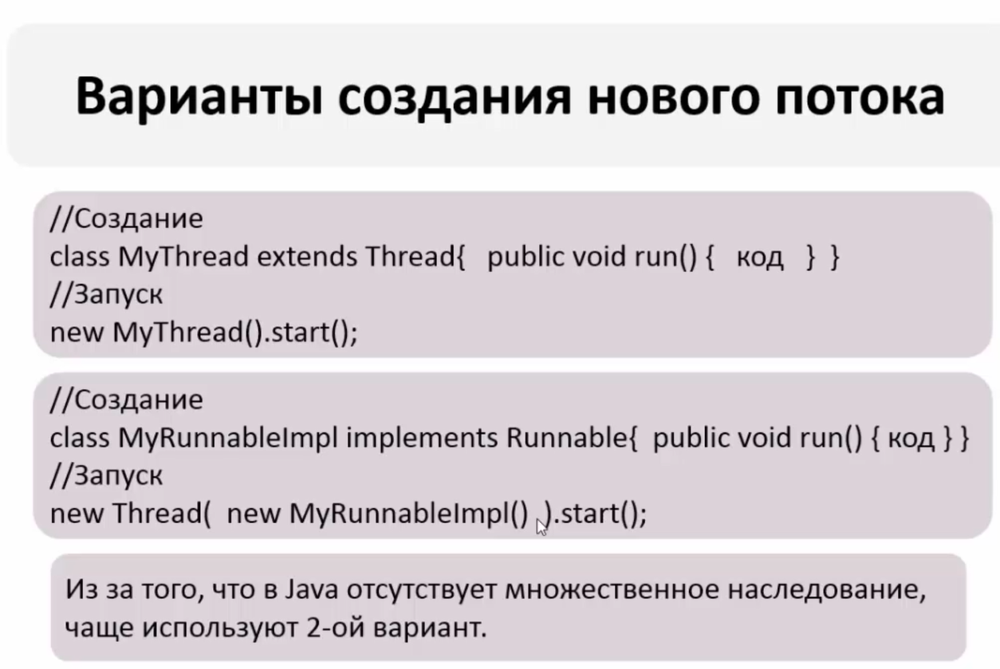 Варианты создания нового потока
//Создание
class MyThread extends Thread{ public void run() { код } }
//Запуск
new MyThread().start();
//Создание
class MyRunnableImpl implements Runnable{ public void run() { код } }
//Запуск
new Thread( new MyRunnableImpl() ).start();
Из за того, что в Java отсутствует множественное наследование,
чаще используют 2-ой вариант.